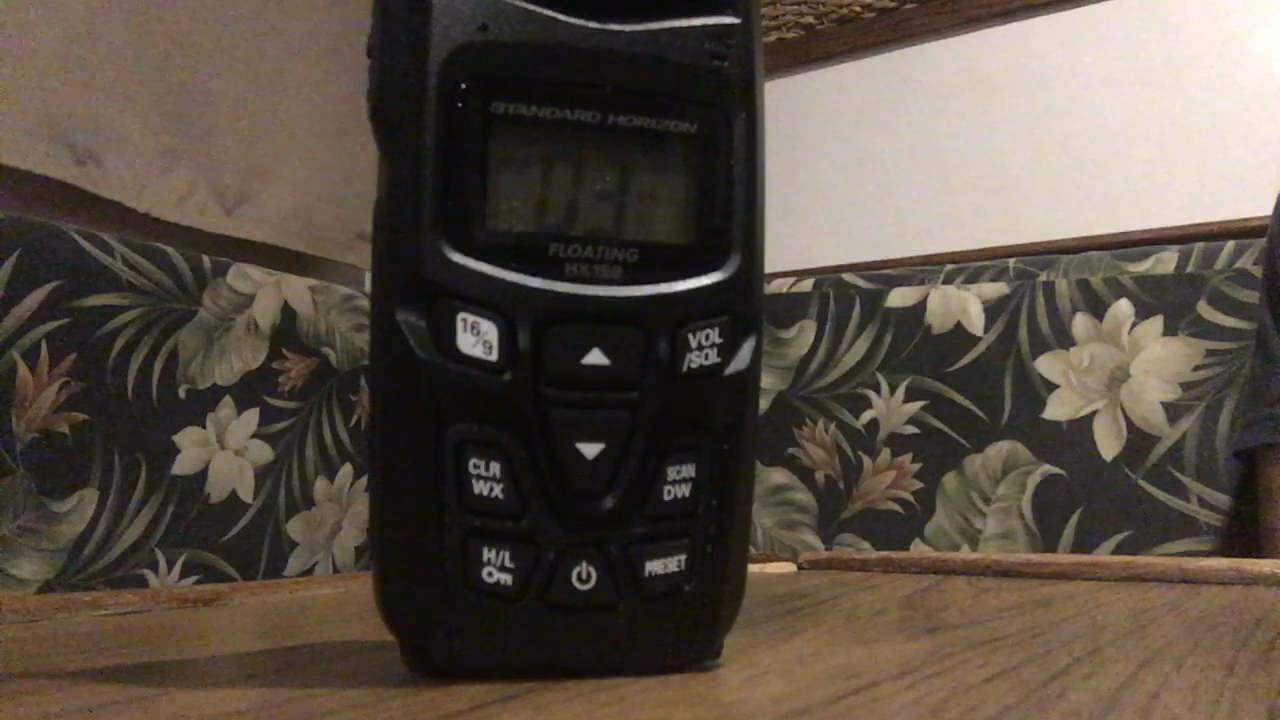 STANDARD HORIZON
FLOATING
16/9
VOL
/SQL
CLR
WX
SCAN
DW
H/L
PRESET